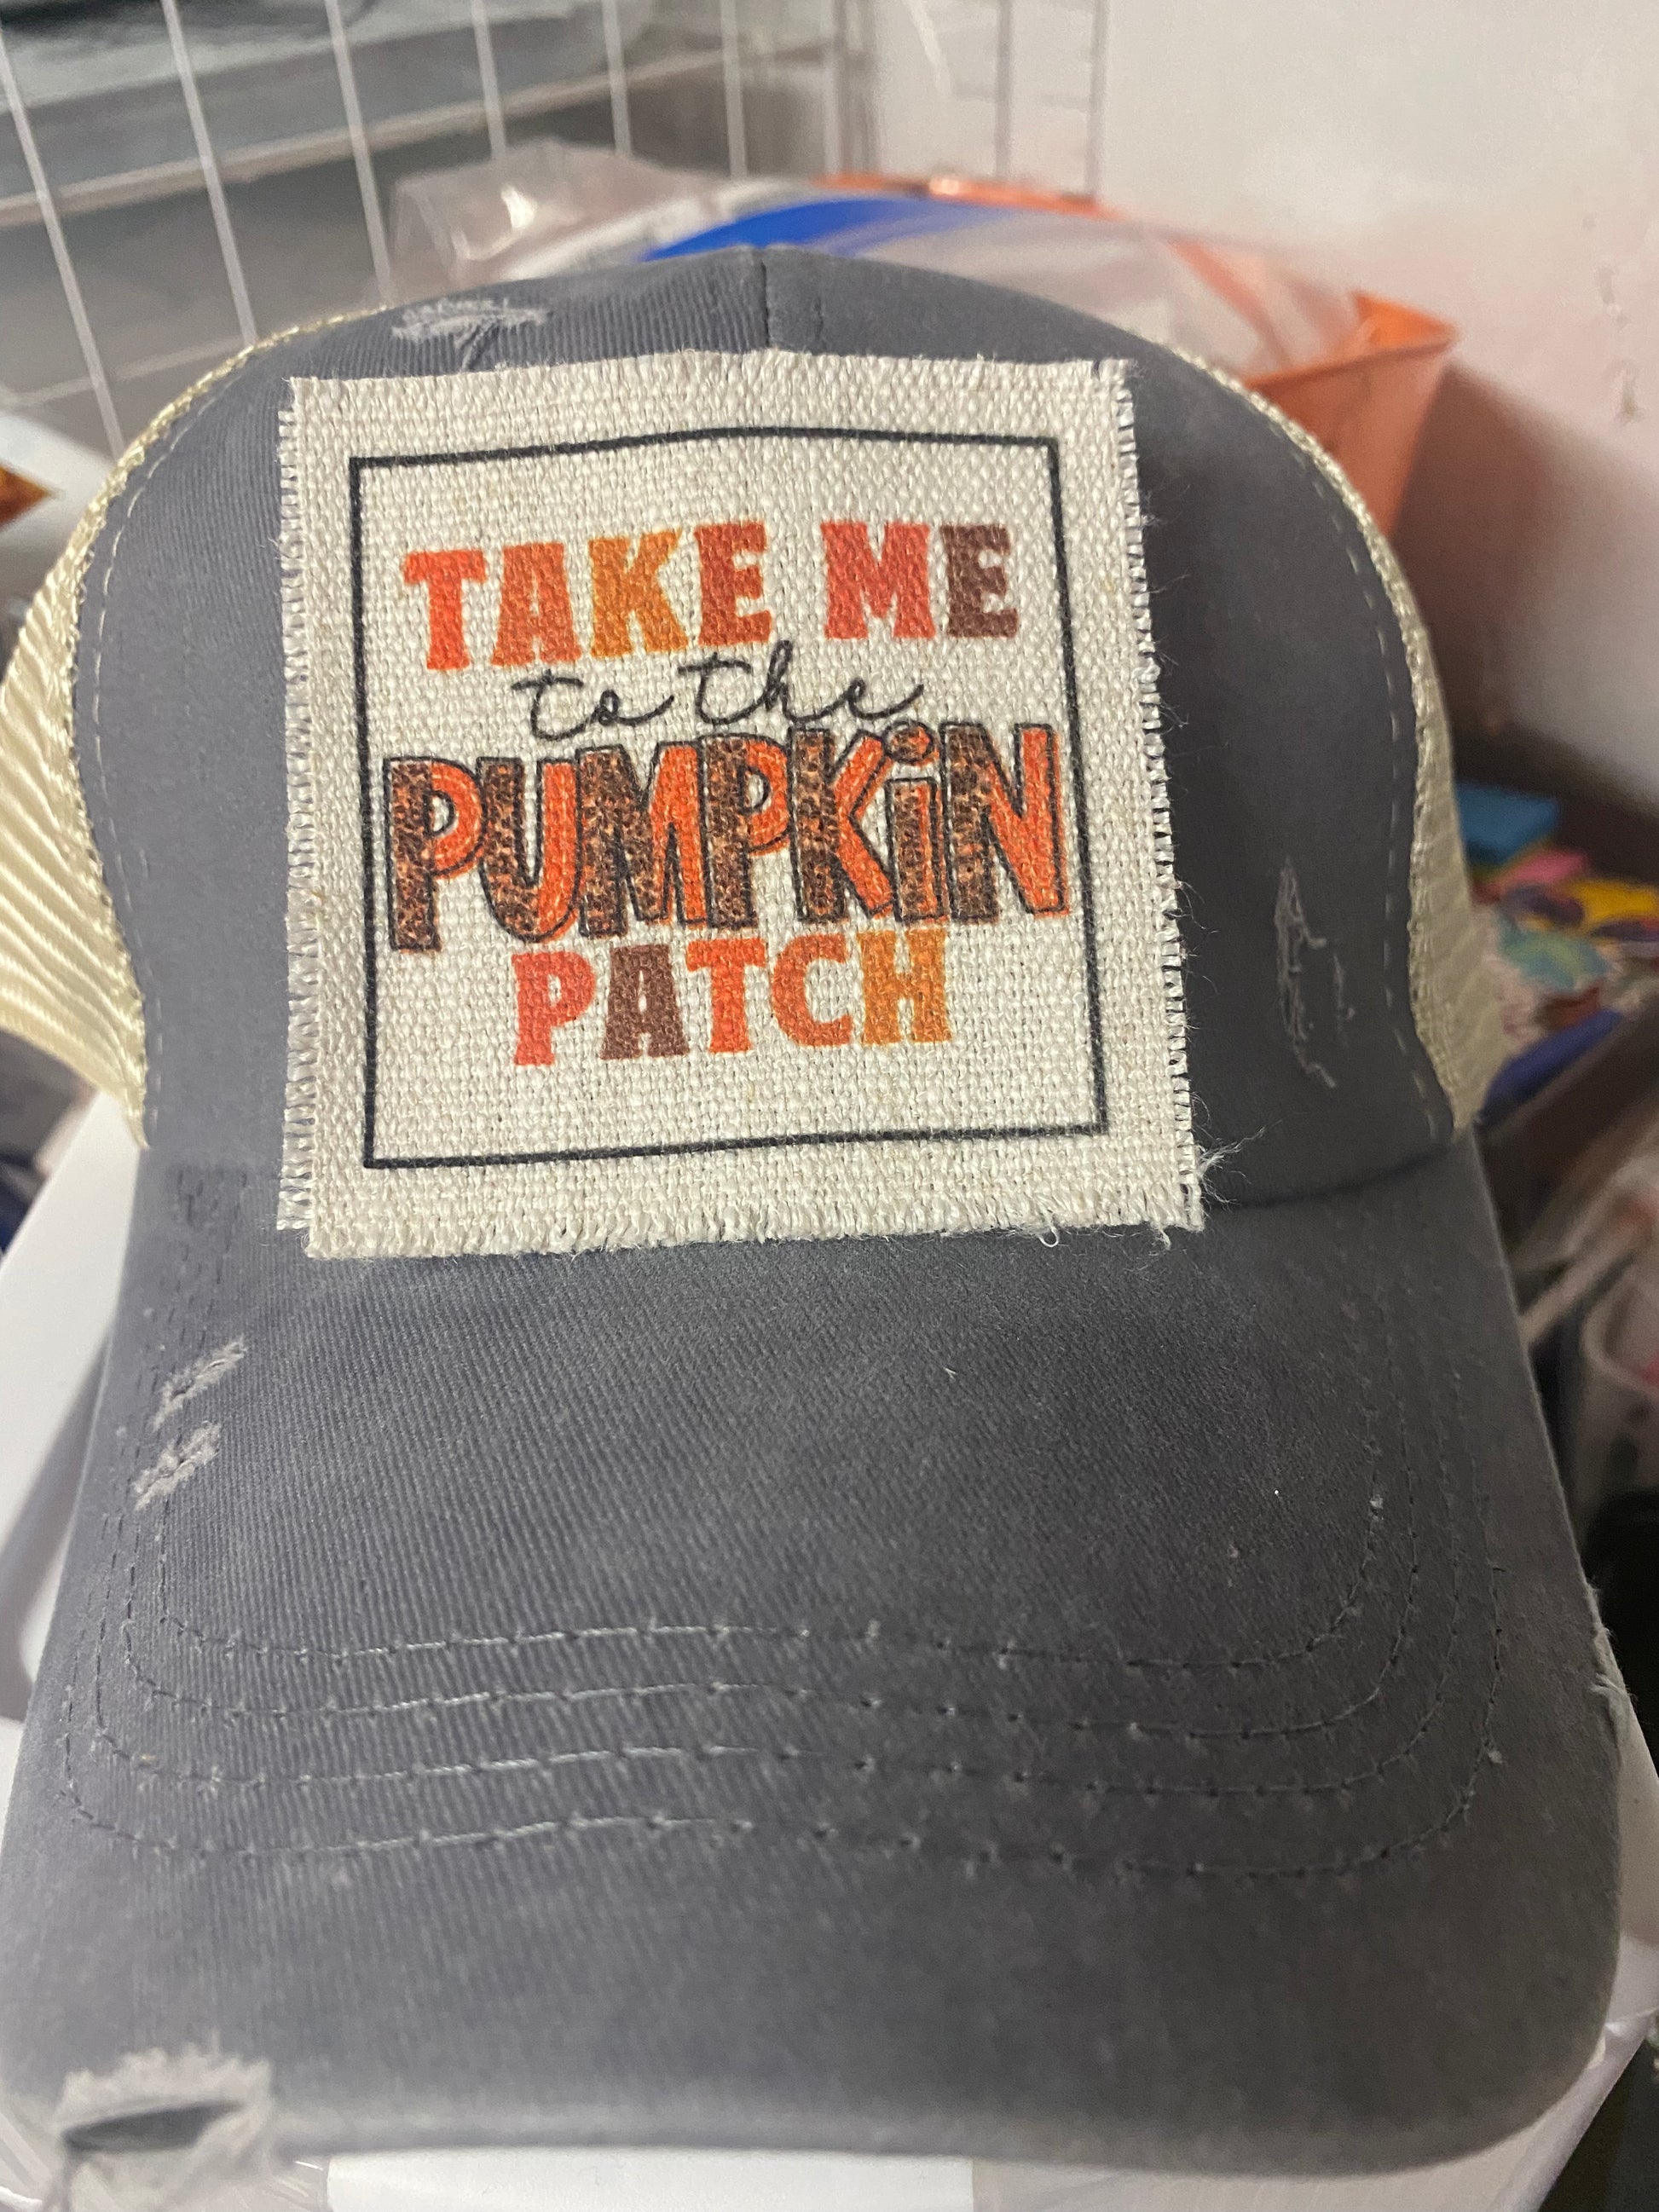 TAKE ME
to the
PUMPKiN
PATCH